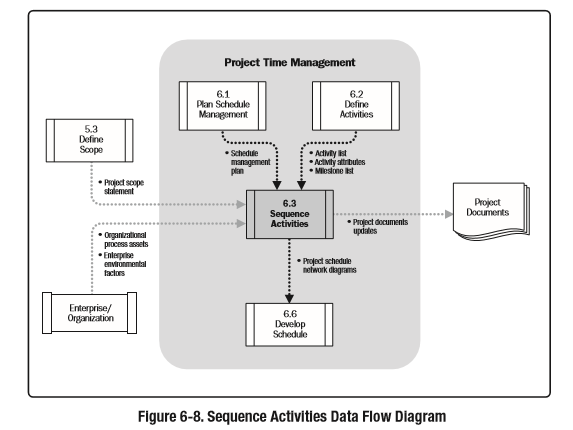 Project Time Management
6.1
Plan Schedule
Management
6.2
Define
Activities
5.3
Define
Scope
• Schedule
management
plan
• Activity list
• Activity attributes
• Milestone list
• Project scope
statement
6.3
Sequence
Activities
Project
Documents
• Project documents
updates
• Organizational
process assets
• Enterprise
environmental
factors
• Project schedule
network diagrams
Enterprise/
Organization
6.6
Develop
Schedule
Figure 6-8. Sequence Activities Data Flow Diagram